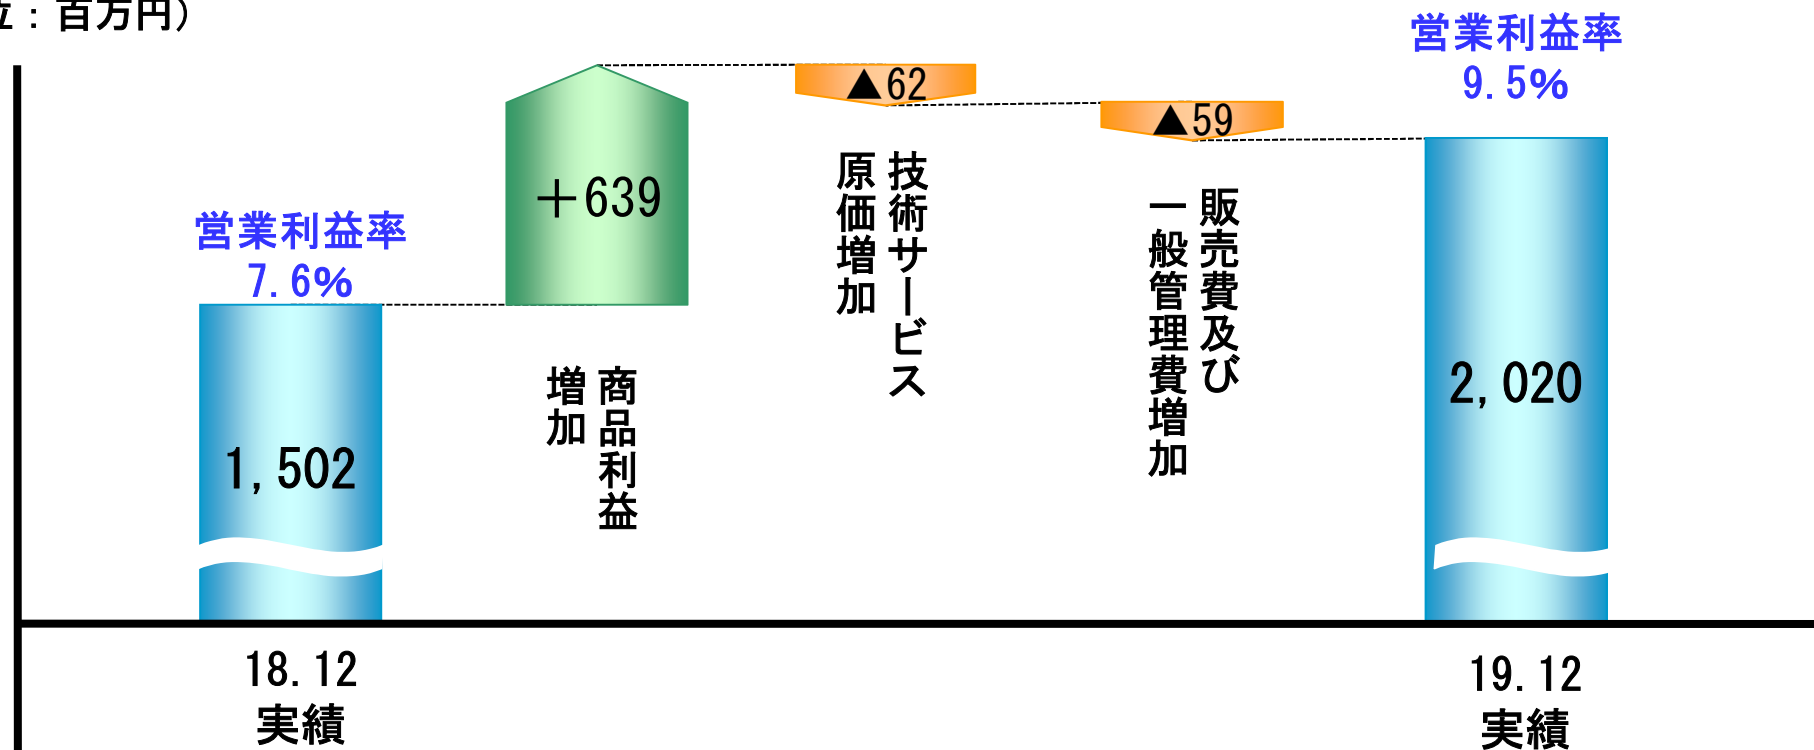 位：百万円）
営業利益率
7.6%
1,502
18.12
実績
＋639
商品利益
増加
▲62
技術サービス
原価増加
▲59
販売費及び
一般管理費増加
営業利益率
9.5%
2,020
19.12
実績